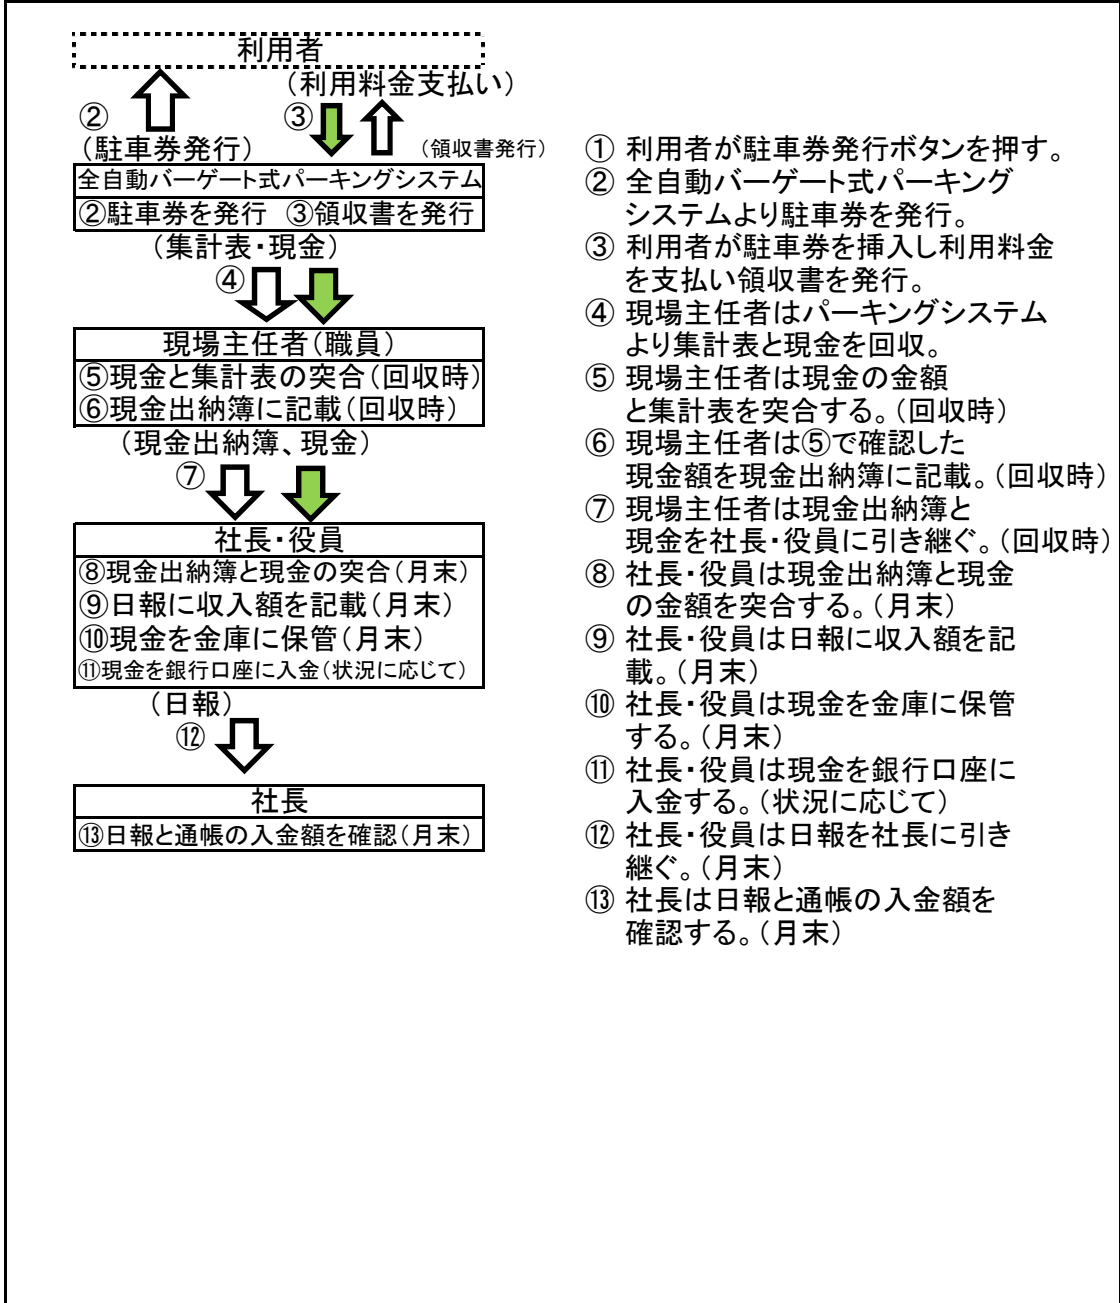 利用者
（利用料金支払い）
②
③
（駐車券発行）
（領収書発行）
全自動バーゲート式パーキングシステム
②駐車券を発行 ③領収書を発行
（集計表・現金）
④
現場主任者（職員）
⑤現金と集計表の突合（回収時）
⑥現金出納簿に記載（回収時）
（現金出納簿、現金）
⑦
社長・役員
⑧現金出納簿と現金の突合（月末）
⑨日報に収入額を記載（月末）
⑩現金を金庫に保管（月末）
⑪現金を銀行口座に入金（状況に応じて）
（日報）
⑫
社長
⑬日報と通帳の入金額を確認（月末）
① 利用者が駐車券発行ボタンを押す。
② 全自動バーゲート式パーキング
システムより駐車券を発行。
③ 利用者が駐車券を挿入し利用料金
を支払い領収書を発行。
④ 現場主任者はパーキングシステム
より集計表と現金を回収。
⑤ 現場主任者は現金の金額
と集計表を突合する。（回収時）
⑥ 現場主任者は⑤で確認した
現金額を現金出納簿に記載。（回収時）
⑦ 現場主任者は現金出納簿と
現金を社長・役員に引き継ぐ。（回収時）
⑧ 社長・役員は現金出納簿と現金
の金額を突合する。（月末）
⑨ 社長・役員は日報に収入額を記
載。（月末）
⑩ 社長・役員は現金を金庫に保管
する。（月末）
⑪ 社長・役員は現金を銀行口座に
入金する。（状況に応じて）
⑫ 社長・役員は日報を社長に引き
継ぐ。（月末）
⑬ 社長は日報と通帳の入金額を
確認する。（月末）